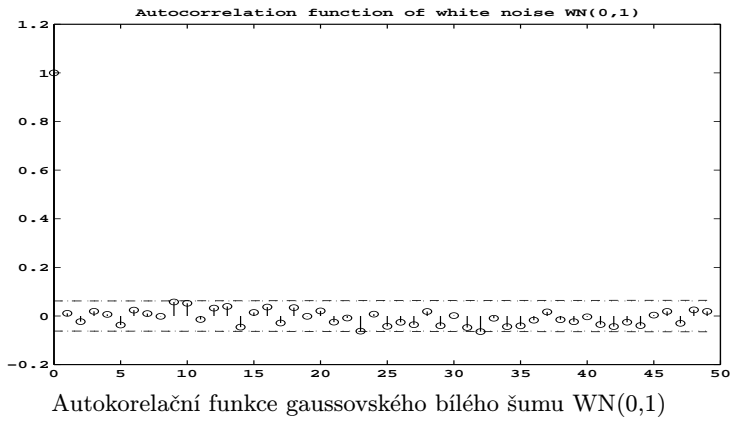 Autocorrelation function of white noise WN(0,1)
1.2
1
0.8
0.6
0.4
0.2
0
−0.2
0 5 10 15 20 25 30 35 40 45 50
Autokorelační funkce gaussovského bílého šumu WN(0,1)